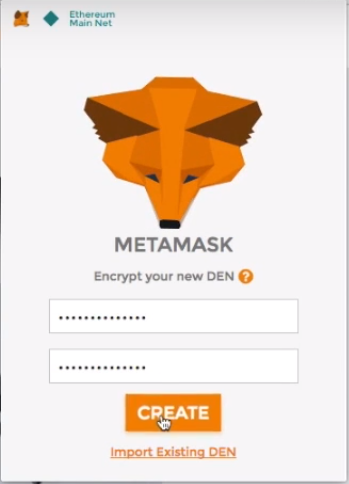 Ethereum
Main Net
METAMASK
Encrypt your new DEN ?
••••••••••••••
••••••••••••••
CREATE
Import Existing DEN